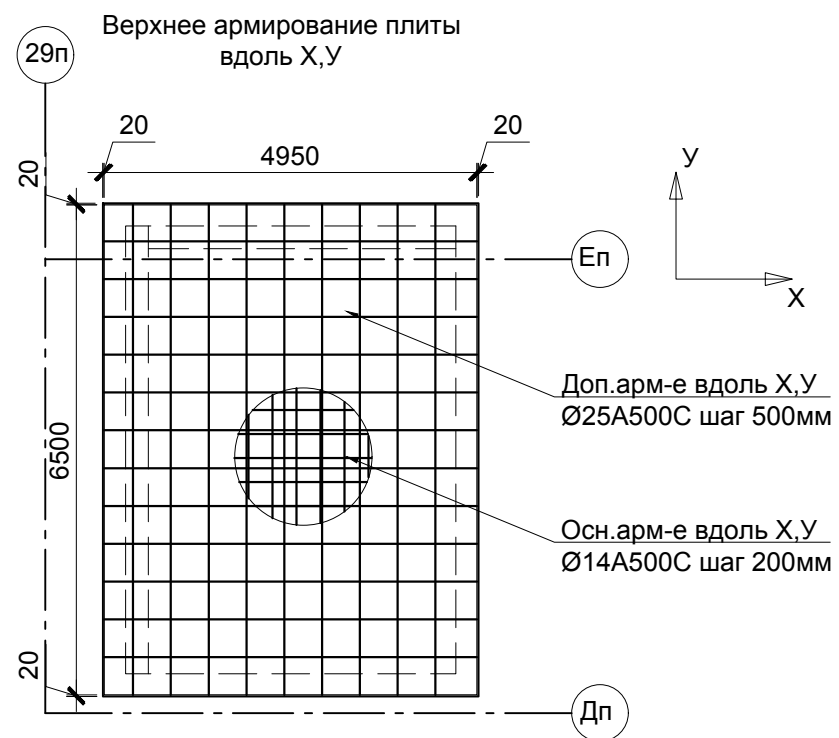 Верхнее армирование плиты
вдоль Х,У
29п
20
20
4950
20
У
Еп
Х
Доп.арм-е вдоль Х,У
Ø25А500С шаг 500мм
6500
Осн.арм-е вдоль Х,У
Ø14А500С шаг 200мм
20
Дп